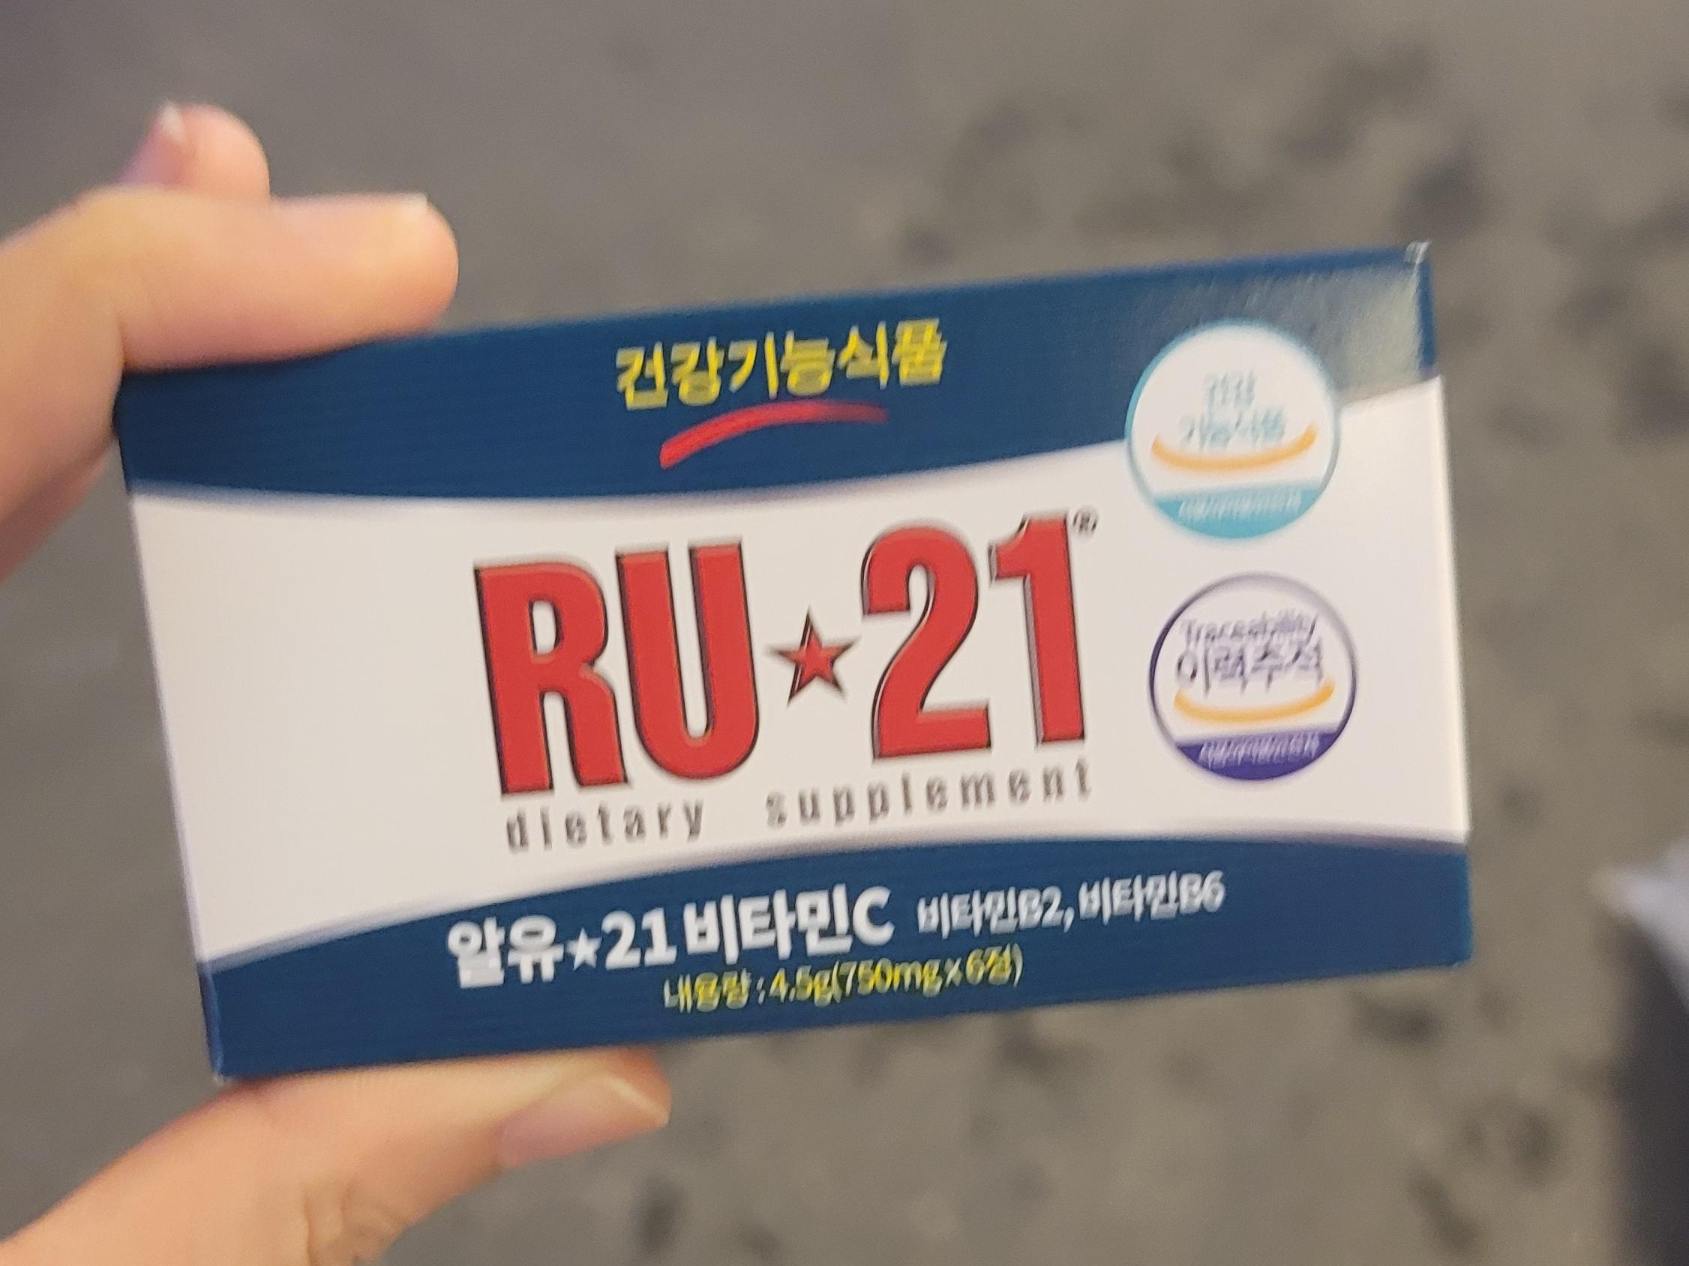 건강기능식품
건강
기능식품
RU★21®
Traceability
이력추적
dietary supplement
알유★21 비타민C 비타민B2, 비타민B6
내용량 : 4.5g(750mg x 6정)